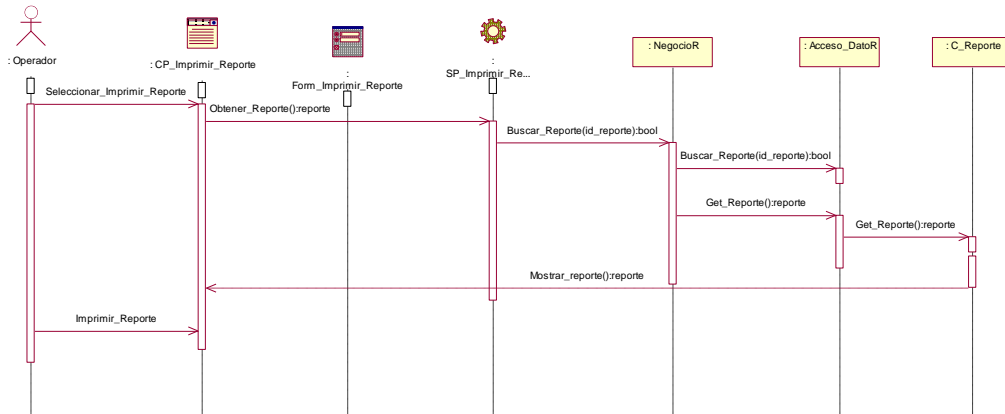 : Operador
: CP_Imprimir_Reporte
:
Form_Imprimir_Reporte
:
SP_Imprimir_Re...
: NegocioR
: Acceso_DatoR
: C_Reporte
Seleccionar_Imprimir_Reporte
Obtener_Reporte():reporte
Buscar_Reporte(id_reporte):bool
Buscar_Reporte(id_reporte):bool
Get_Reporte():reporte
Get_Reporte():reporte
Mostrar_reporte():reporte
Imprimir_Reporte